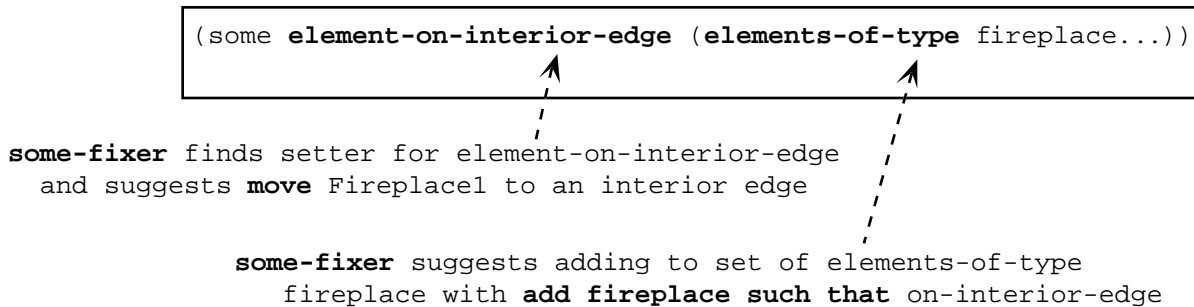 (some element-on-interior-edge (elements-of-type fireplace...))
some-fixer finds setter for element-on-interior-edge
and suggests move Fireplace1 to an interior edge
some-fixer suggests adding to set of elements-of-type
fireplace with add fireplace such that on-interior-edge